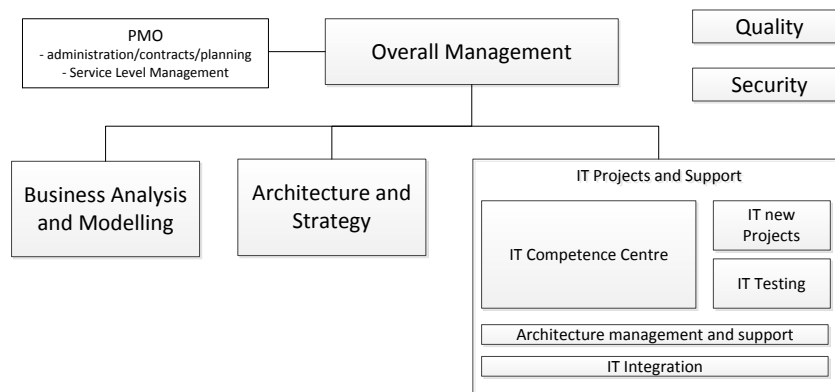 PMO
- administration/contracts/planning
- Service Level Management
Overall Management
Quality
Security
Business Analysis
and Modelling
Architecture and
Strategy
IT Projects and Support
IT Competence Centre
IT new
Projects
IT Testing
Architecture management and support
IT Integration